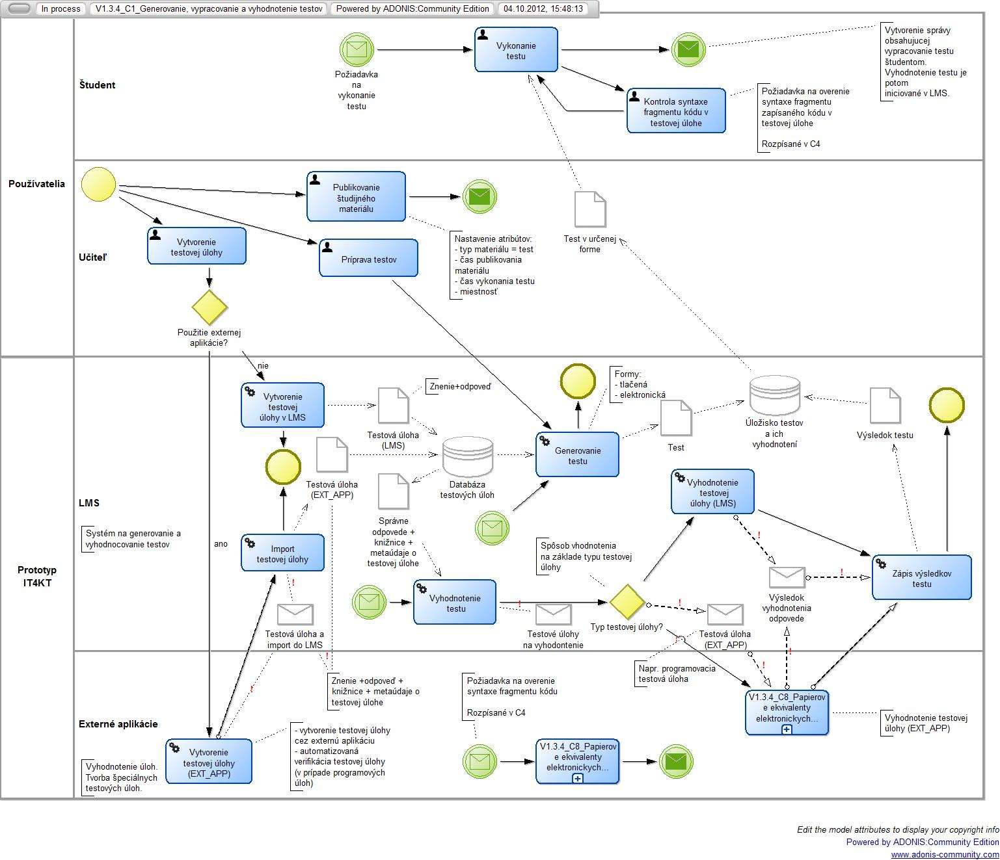 In process
V1.3.4_C1_Generovanie, vypracovanie a vyhodnotenie testov
Powered by ADONIS:Community Edition
04.10.2012, 15:48:13
Používatelia
Študent
Požiadavka
na
vykonanie
testu
Vykonanie
testu
Kontrola syntaxe
fragmentu kódu v
testovej úlohe
Požiadavka na overenie
syntaxe fragmentu
zapísaného kódu v
testovej úlohe
Rozpísané v C4
Vytvorenie správy
obsahujucej
vypracovanie testu
študentom.
Vyhodnotenie testu je
potom
iniciované v LMS.
Učiteľ
Vytvorenie
testovej úlohy
Publikovanie
študijného
materiálu
Príprava testov
Nastavenie atribútov:
- typ materiálu = test
- čas publikovania
materiálu
- čas vykonania testu
- miestnosť
Test v určenej
forme
Použitie externej
aplikácie?
nie
ano
Prototyp
IT4KT
LMS
Systém na generovanie a
vyhodnocovanie testov
Vytvorenie
testovej
úlohy v LMS
Znenie+odpoveď
Testová úloha
(LMS)
Testová úloha
(EXT_APP)
Databáza
testových úloh
Správne
odpovede +
knižnice +
metaúdaje o
testovej úlohe
Import
testovej úlohy
!
Testová úloha a
import do LMS
Generovanie
testu
Formy:
- tlačená
- elektronická
Test
Úložisko testov
a ich
vyhodnotení
Výsledok testu
Vyhodnotenie
testovej
úlohy (LMS)
!
Spôsob vhodnotenia
na základe typu testovej
úlohy
Vyhodnotenie
testu
!
Testové úlohy
na vyhodontenie
Typ testovej úlohy?
!
Testová úloha
(EXT_APP)
!
Výsledok
vyhodnotenia
odpovede
!
Zápis výsledkov
testu
Externé aplikácie
Vyhodnotenie úloh.
Tvorba špeciálnych
testových úloh.
Vytvorenie
testovej úlohy
(EXT_APP)
!
- vytvorenie testovej úlohy
cez externú aplikáciu
- automatizovaná
verifikácia testovej úlohy
(v prípade programových
úloh)
!
Znenie +odpoveď +
knižnice + metaúdaje o
testovej úlohe
Požiadavka na overenie
syntaxe fragmentu kódu
Rozpísané v C4
V1.3.4_C8_Papierov
e ekvivalenty
elektronickych...
Napr. programovacia
testová úloha
!
!
V1.3.4_C8_Papierov
e ekvivalenty
elektronickych...
Vyhodnotenie testovej
úlohy (EXT_APP)
Edit the model attributes to display your copyright info
Powered by ADONIS:Community Edition
www.adonis-community.com